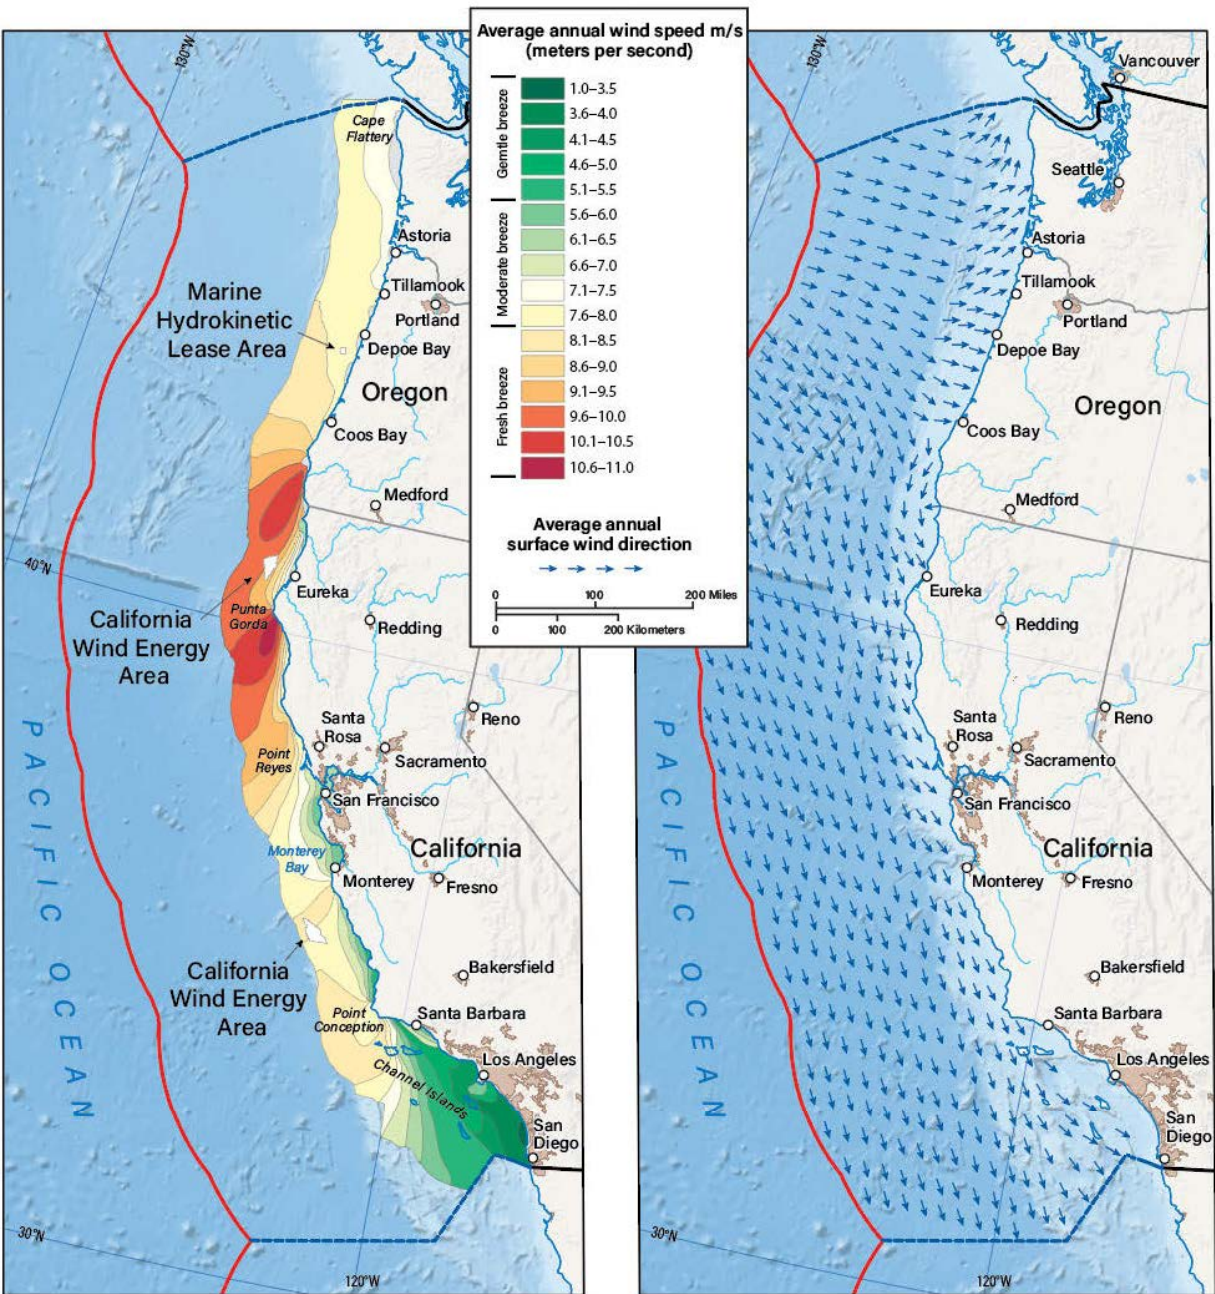 Average annual wind speed m/s
(meters per second)
Gemtle breeze
1.0–3.5
3.6–4.0
4.1–4.5
4.6–5.0
5.1–5.5
Moderate breeze
5.6–6.0
6.1–6.5
6.6–7.0
7.1–7.5
7.6–8.0
Fresh breeze
8.1–8.5
8.6–9.0
9.1–9.5
9.6–10.0
10.1–10.5
10.6–11.0
Average annual
surface wind direction
0 100 200 Miles
0 100 200 Kilometers
130°W
Cape
Flattery
Astoria
Tillamook
Portland
Marine
Hydrokinetic
Lease Area
Depoe Bay
Oregon
Coos Bay
Medford
40°N
Eureka
Punta
Gorda
California
Wind Energy
Area
Redding
Reno
Santa
Rosa
Sacramento
Point
Reyes
San Francisco
PACIFIC OCEAN
California
Monterey
Bay
Monterey
Fresno
California
Wind Energy
Area
Bakersfield
Point
Conception
Santa Barbara
Los Angeles
Channel Islands
San
Diego
30°N
120°W
130°W
Vancouver
Seattle
Astoria
Tillamook
Portland
Depoe Bay
Oregon
Coos Bay
Medford
Eureka
Redding
Reno
Santa
Rosa
Sacramento
San Francisco
PACIFIC OCEAN
California
Monterey
Fresno
Bakersfield
Santa Barbara
Los Angeles
San
Diego
30°N
120°W